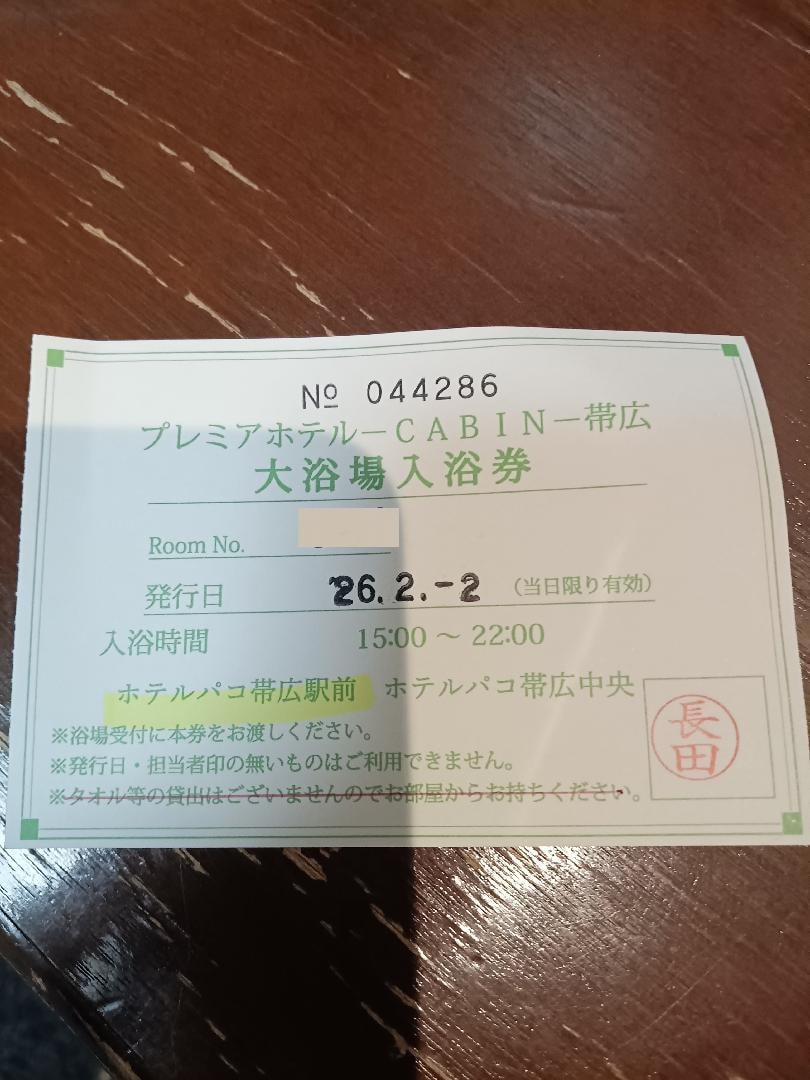 № 044286
プレミアホテル－ＣＡＢＩＮ－帯広
大浴場入浴券
Room No.
発行日 '26.2.-2 （当日限り有効）
入浴時間 15:00 ～ 22:00
ホテルパコ帯広駅前 ホテルパコ帯広中央
※浴場受付に本券をお渡しください。
※発行日・担当者印の無いものはご利用できません。
※タオル等の貸出はございませんのでお部屋からお持ちください。
長田